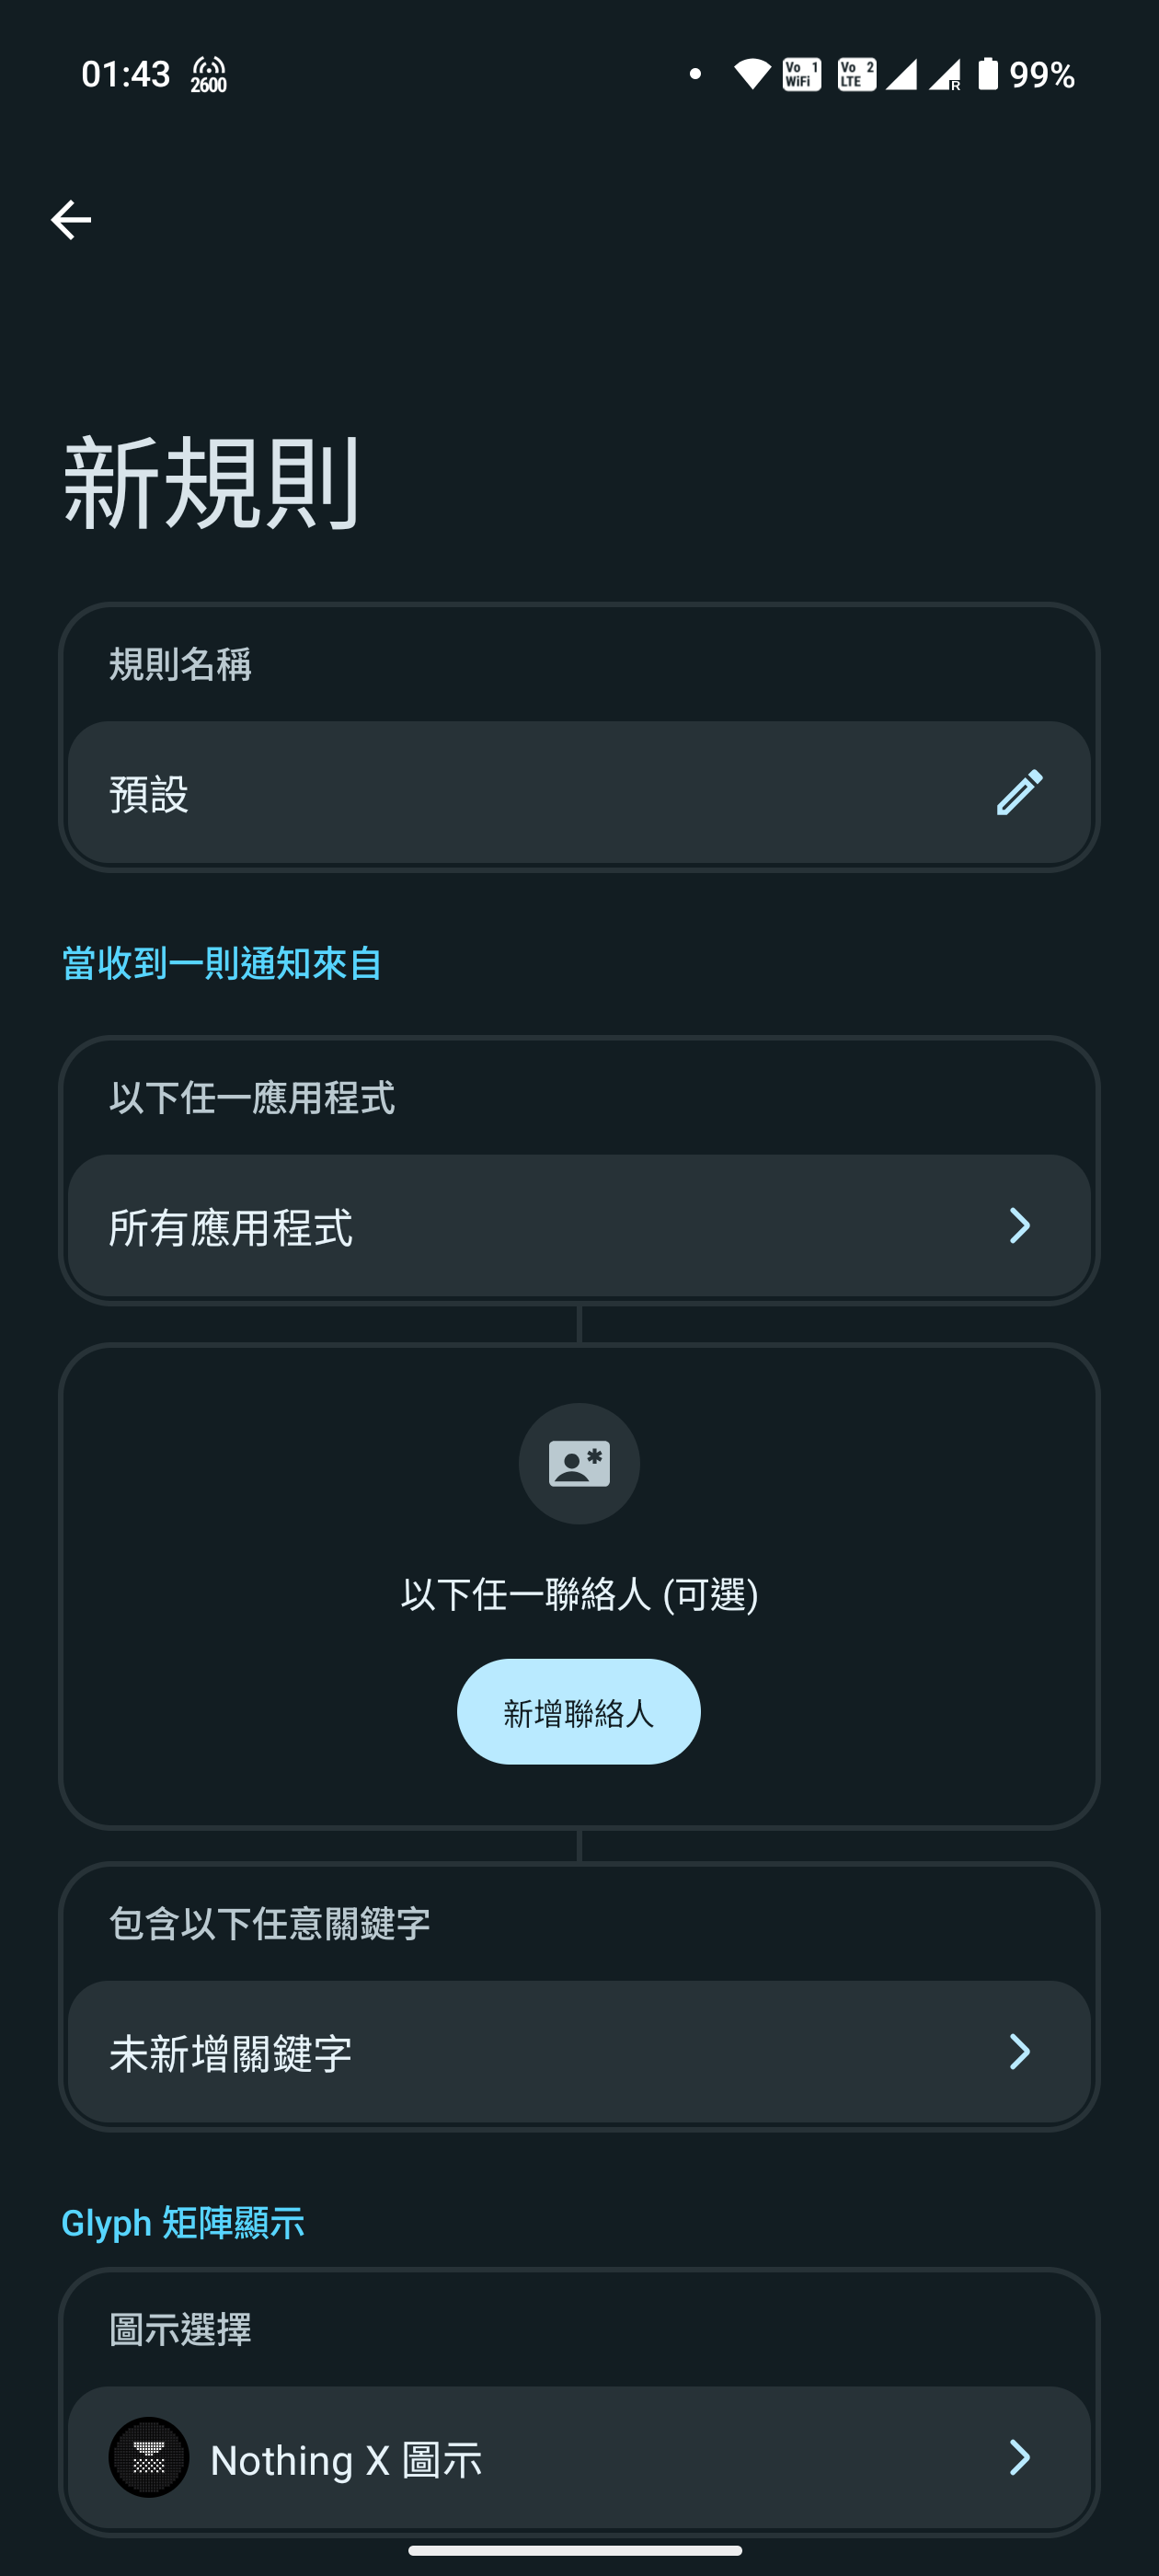 01:43 2600 Vo 1 WiFi Vo 2 LTE R 99%
新規則
規則名稱
預設
當收到一則通知來自
以下任一應用程式
所有應用程式
以下任一聯絡人 (可選)
新增聯絡人
包含以下任意關鍵字
未新增關鍵字
Glyph 矩陣顯示
圖示選擇
Nothing X 圖示